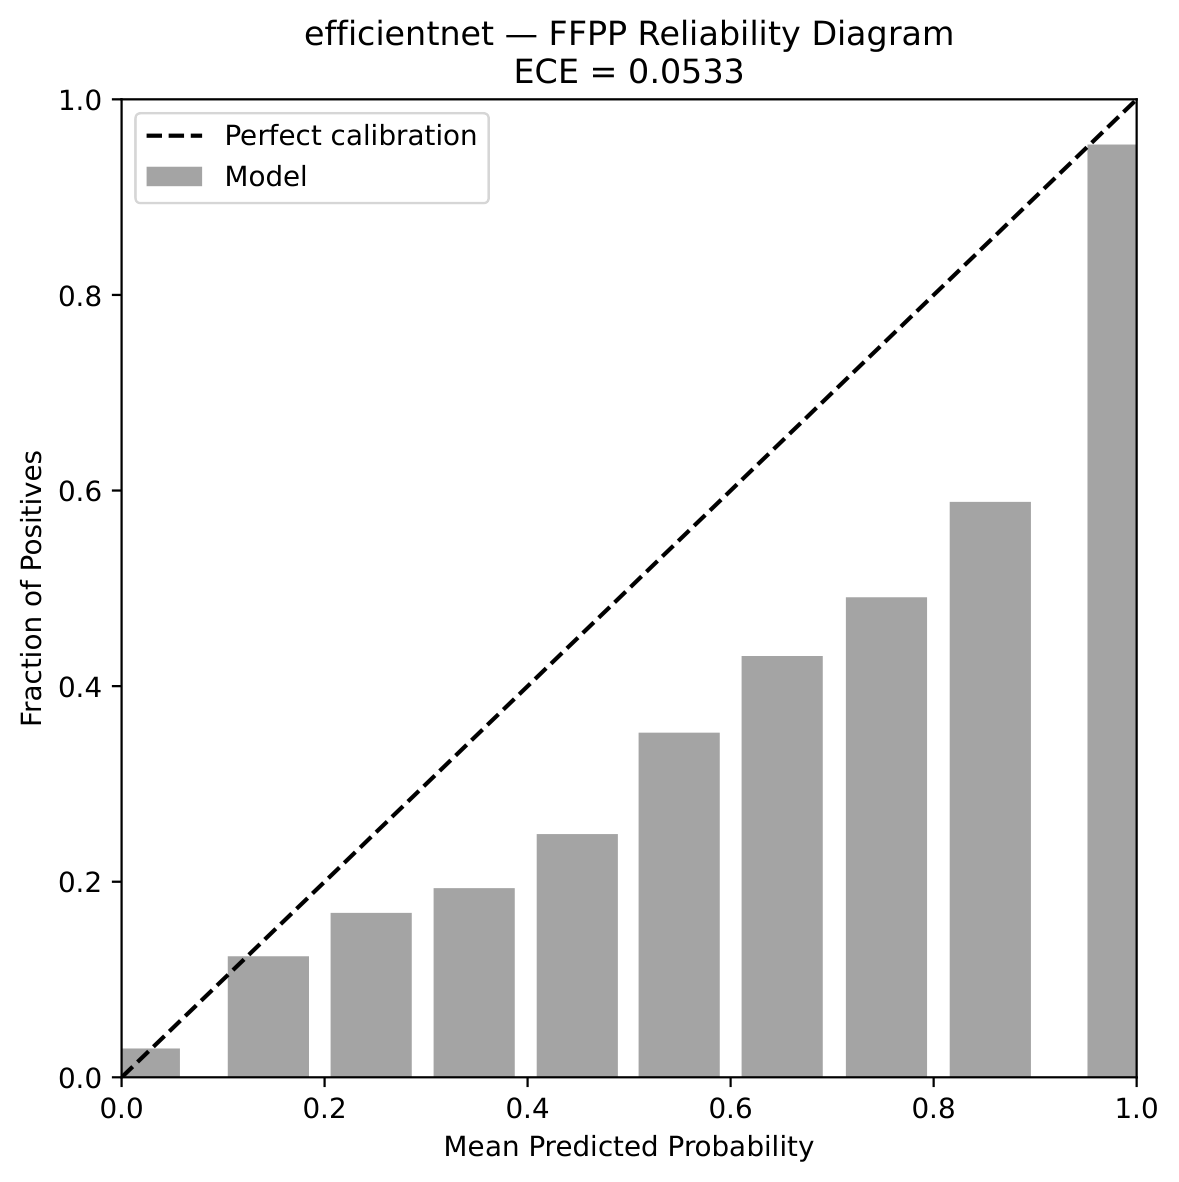 efficientnet — FFPP Reliability Diagram
ECE = 0.0533
Perfect calibration
Model
Fraction of Positives
1.0
0.8
0.6
0.4
0.2
0.0
0.0 0.2 0.4 0.6 0.8 1.0
Mean Predicted Probability